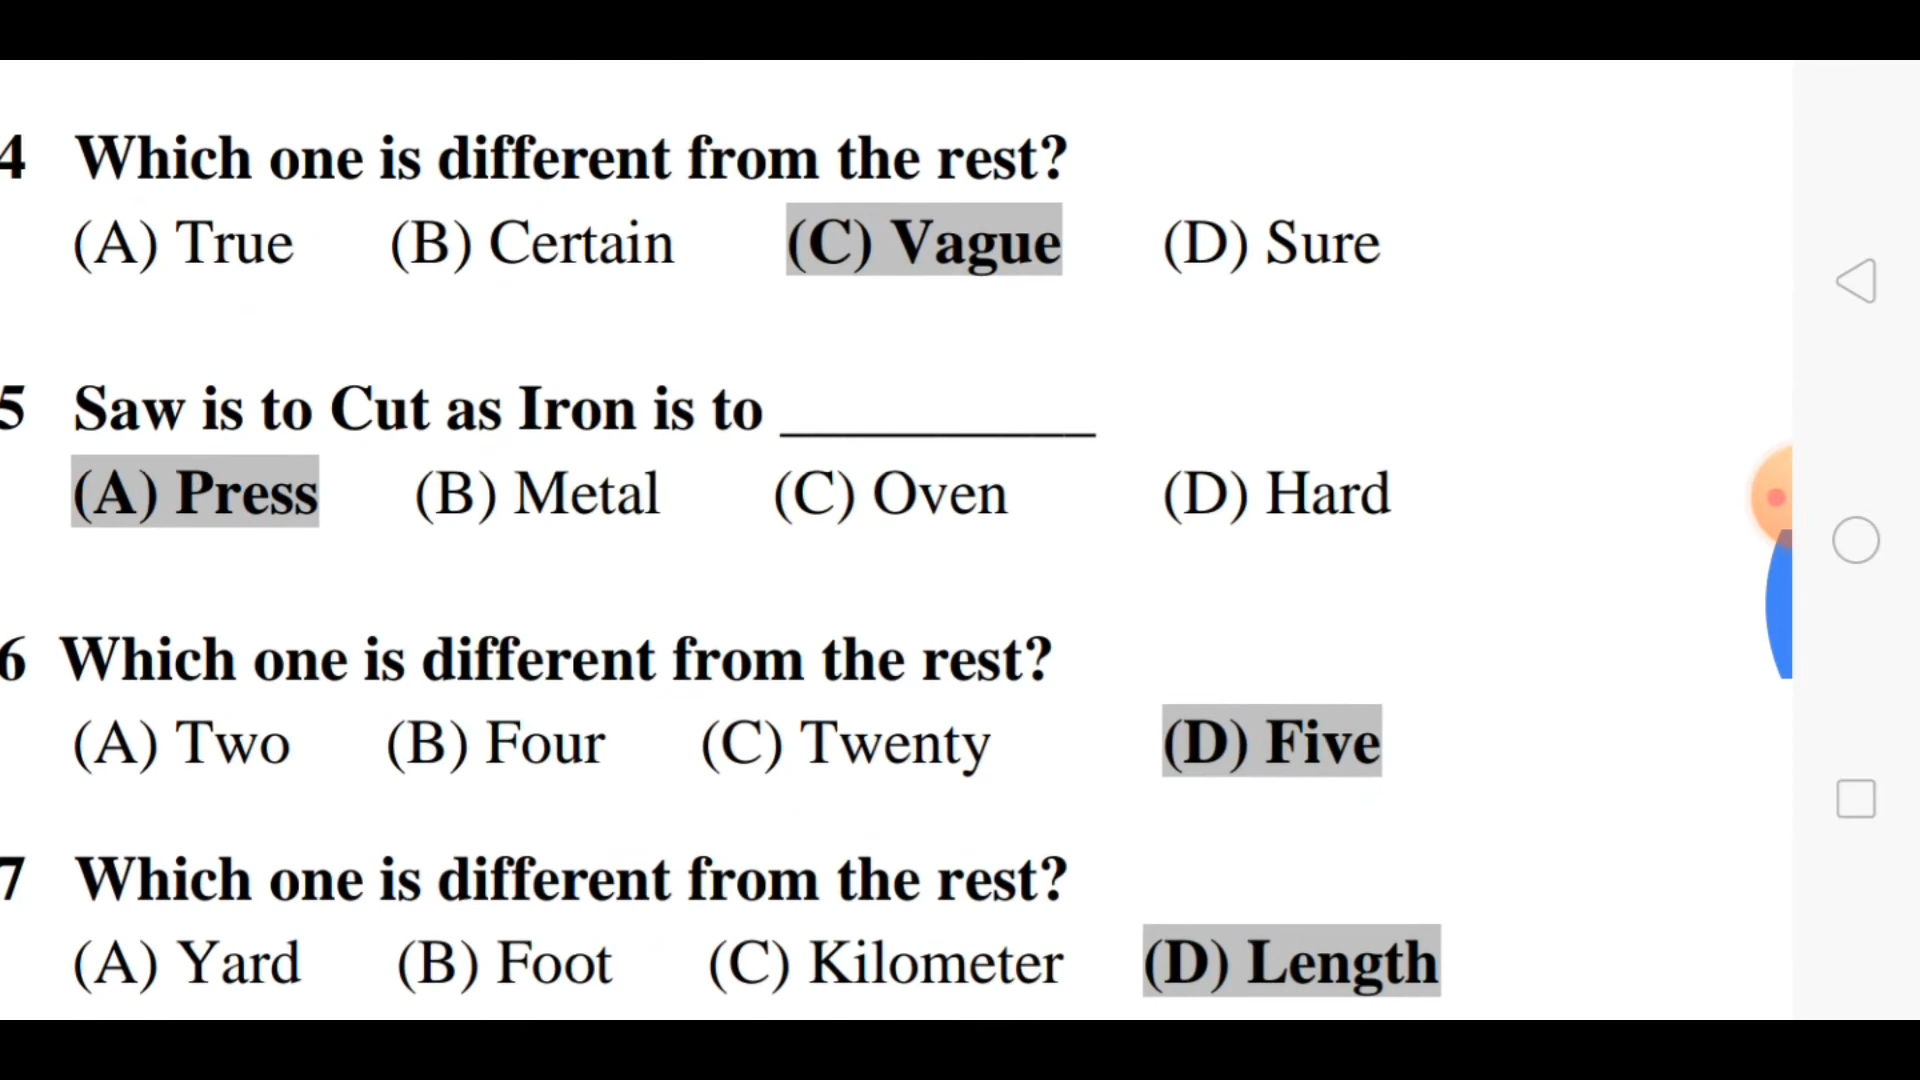 4 Which one is different from the rest?
(A) True (B) Certain (C) Vague (D) Sure
5 Saw is to Cut as Iron is to __________
(A) Press (B) Metal (C) Oven (D) Hard
6 Which one is different from the rest?
(A) Two (B) Four (C) Twenty (D) Five
7 Which one is different from the rest?
(A) Yard (B) Foot (C) Kilometer (D) Length